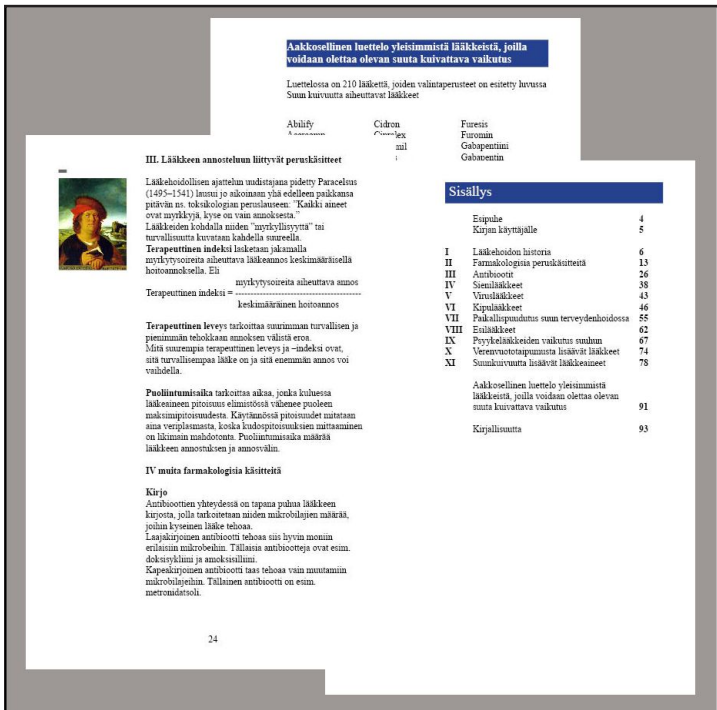 Aakkosellinen luettelo yleisimmistä lääkkeistä, joilla
voidaan olettaa olevan suuta kuivattava vaikutus
Luettelossa on 210 lääkettä, joiden valintaperusteet on esitetty luvussa
Suun kuivuutta aiheuttavat lääkkeet
Abilify Cidron Furesis
Furomin
Gabapentiini
Gabapentin
III. Lääkkeen annosteluun liittyvät peruskäsitteet
Lääkehoidollisen ajattelun uudistajana pidetty Paracelsus
(1495–1541) lausui jo aikoinaan yhä edelleen paikkansa
pitävän ns. toksikologian peruslauseen: "Kaikki aineet
ovat myrkkyjä, kyse on vain annoksesta."
Lääkkeiden kohdalla niiden "myrkyllisyyttä" tai
turvallisuutta kuvataan kahdella suureella.
Terapeuttinen indeksi lasketaan jakamalla
myrkytysoireita aiheuttava lääkeannos keskimääräisellä
hoitoannoksella. Eli
myrkytysoireita aiheuttava annos
Terapeuttinen indeksi = ----------------------------------------
keskimääräinen hoitoannos
Terapeuttinen leveys tarkoittaa suurimman turvallisen ja
pienimmän tehokkaan annoksen välistä eroa.
Mitä suurempia terapeuttinen leveys ja –indeksi ovat,
sitä turvallisempaa lääke on ja sitä enemmän annos voi
vaihdella.
Puoliintumisaika tarkoittaa aikaa, jonka kuluessa
lääkeaineen pitoisuus elimistössä vähenee puoleen
maksimipitoisuudesta. Käytännössä pitoisuudet mitataan
aina veriplasmasta, koska kudospitoisuuksien mittaaminen
on likimain mahdotonta. Puoliintumisaika määrää
lääkkeen annostuksen ja annosvälin.
IV muita farmakologisia käsitteitä
Kirjo
Antibioottien yhteydessä on tapana puhua lääkkeen
kirjosta, jolla tarkoitetaan niiden mikrobilajien määrää,
joihin kyseinen lääke tehoaa.
Laajakirjoinen antibiootti tehoaa siis hyvin moniin
erilaisiin mikrobeihin. Tällaisia antibiootteja ovat esim.
doksisykliini ja amoksisilliini.
Kapeakirjoinen antibiootti taas tehoaa vain muutamiin
mikrobilajeihin. Tällainen antibiootti on esim.
metronidatsoli.
24
Sisällys
Esipuhe 4
Kirjan käyttäjälle 5
I Lääkehoidon historia 6
II Farmakologisia peruskäsitteitä 13
III Antibiootit 26
IV Sienilääkkeet 38
V Viruslääkkeet 43
VI Kipulääkkeet 46
VII Paikallispuudutus suun terveydenhoidossa 55
VIII Esilääkkeet 62
IX Psyykelääkkeiden vaikutus suuhun 67
X Verenvuototaipumusta lisäävät lääkkeet 74
XI Suunkuivuutta lisäävät lääkeaineet 78
Aakkosellinen luettelo yleisimmistä
lääkkeistä, joilla voidaan olettaa olevan
suuta kuivattava vaikutus 91
Kirjallisuutta 93